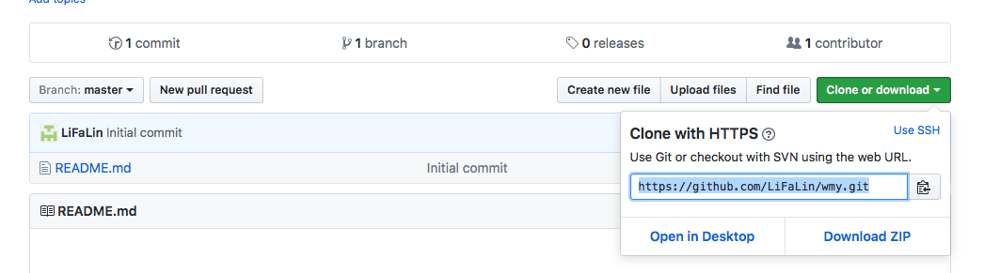 Add topics
1 commit
1 branch
0 releases
1 contributor
Branch: master
New pull request
Create new file
Upload files
Find file
Clone or download
LiFaLin Initial commit
README.md
Initial commit
README.md
Clone with HTTPS
Use SSH
Use Git or checkout with SVN using the web URL.
https://github.com/LiFaLin/wmy.git
Open in Desktop
Download ZIP